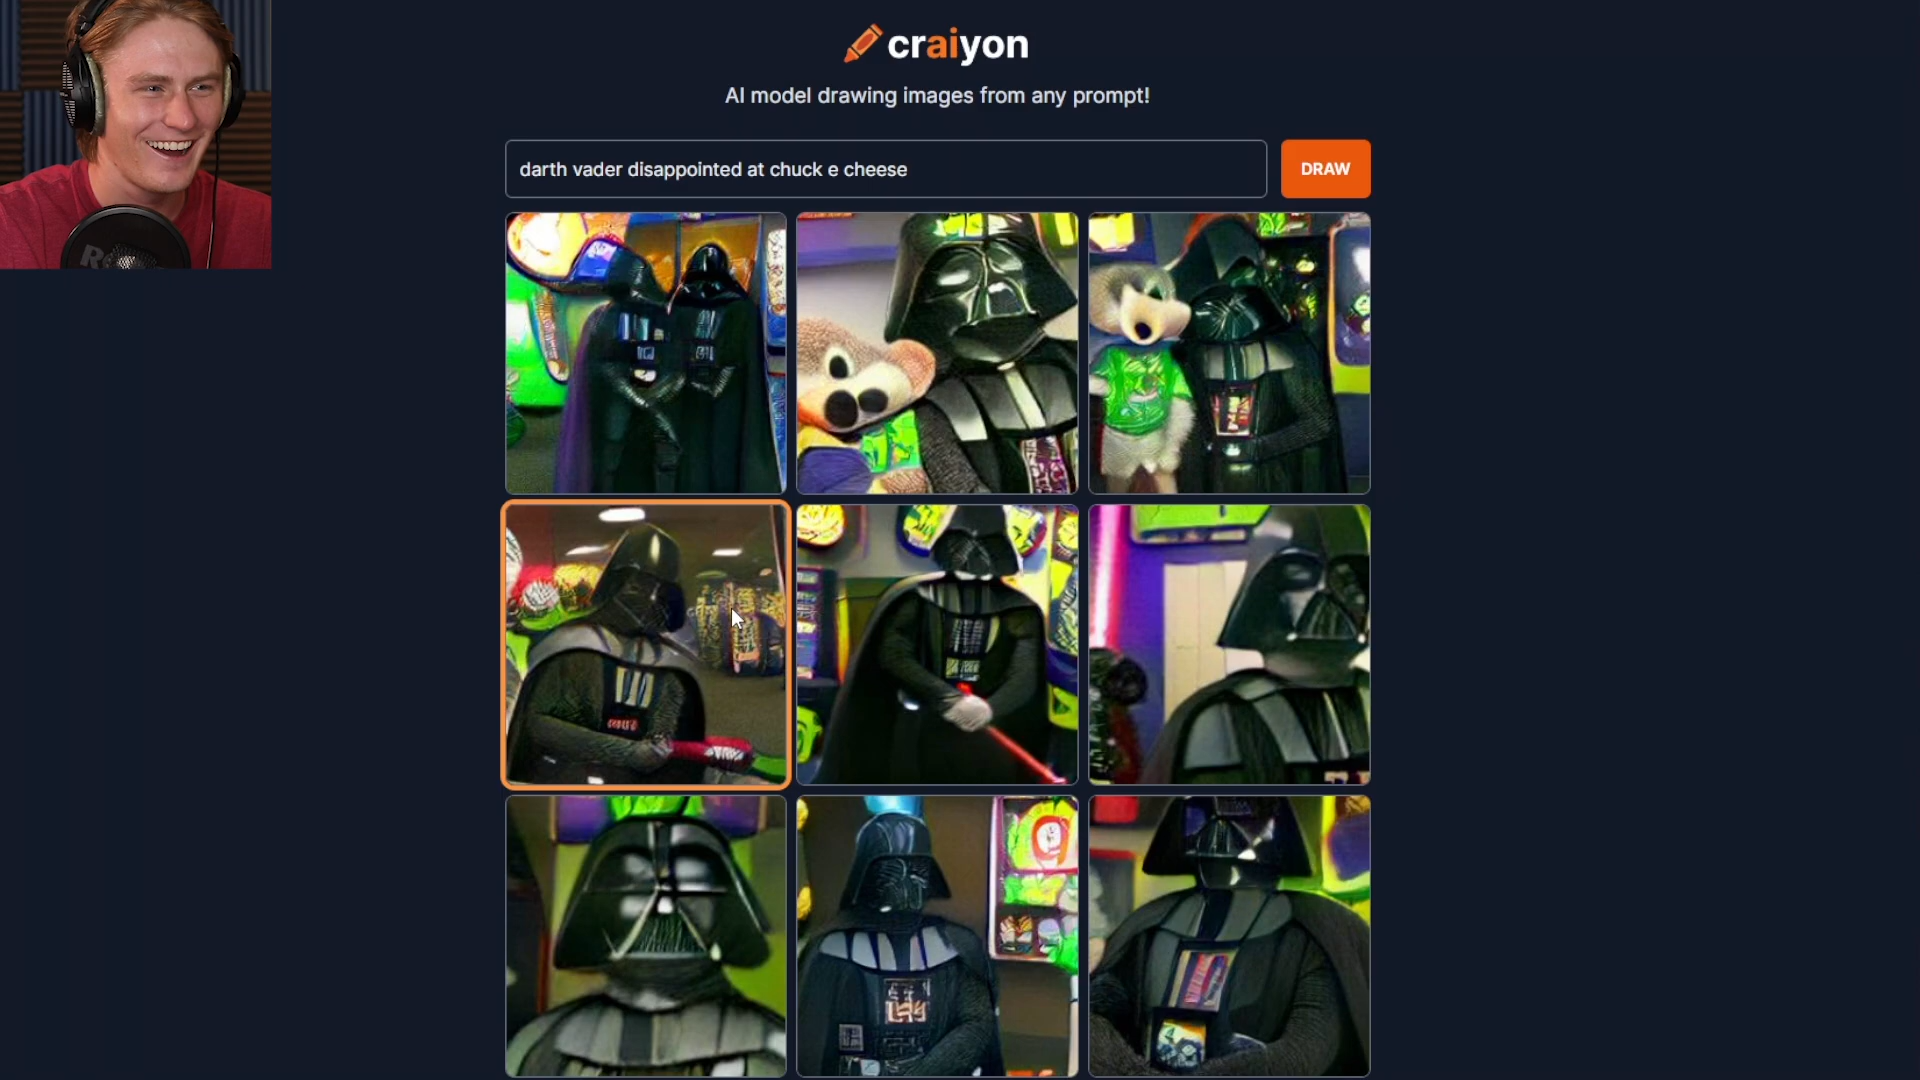 craiyon
AI model drawing images from any prompt!
darth vader disappointed at chuck e cheese
DRAW